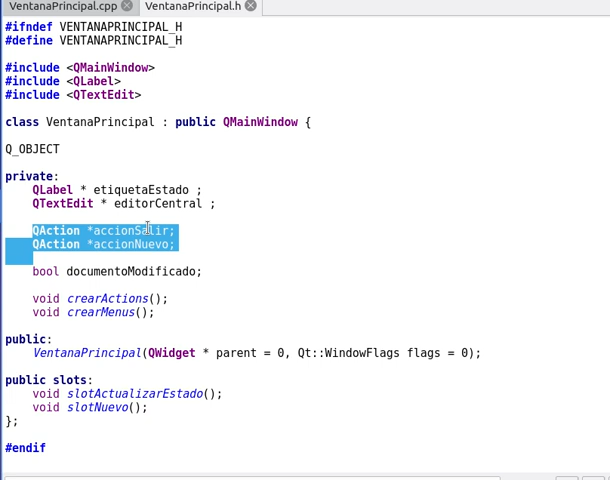 VentanaPrincipal.cpp VentanaPrincipal.h
#ifndef VENTANAPRINCIPAL_H
#define VENTANAPRINCIPAL_H
#include <QMainWindow>
#include <QLabel>
#include <QTextEdit>
class VentanaPrincipal : public QMainWindow {
Q_OBJECT
private:
QLabel * etiquetaEstado ;
QTextEdit * editorCentral ;
QAction *accionSalir;
QAction *accionNuevo;
bool documentoModificado;
void crearActions();
void crearMenus();
public:
VentanaPrincipal(QWidget * parent = 0, Qt::WindowFlags flags = 0);
public slots:
void slotActualizarEstado();
void slotNuevo();
};
#endif